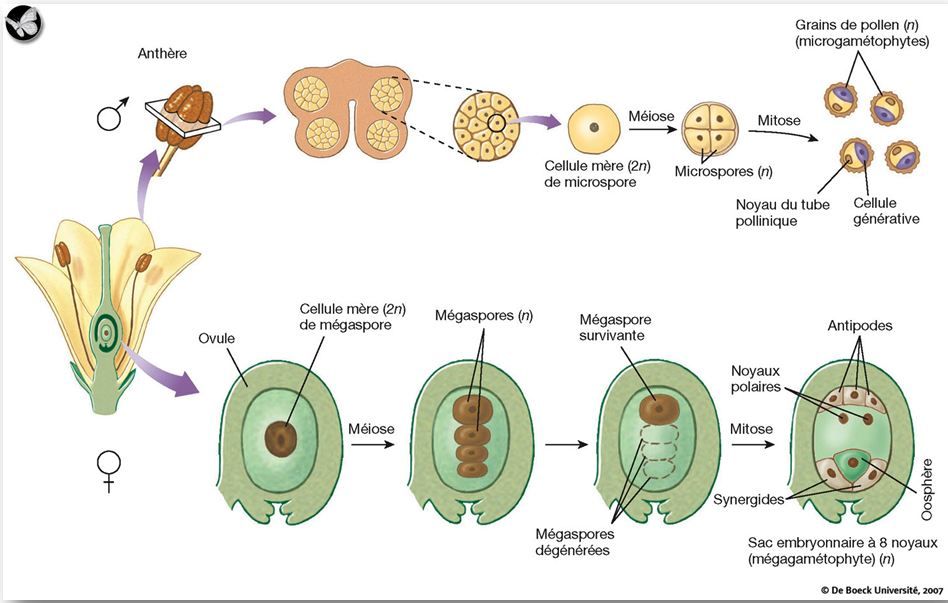 Grains de pollen (n)
(microgamétophytes)
Anthère
Méiose
Mitose
Cellule mère (2n)
de microspore
Microspores (n)
Noyau du tube
pollinique
Cellule
générative
Ovule
Cellule mère (2n)
de mégaspore
Méiose
Mégaspores (n)
Mégaspore
survivante
Mégaspores
dégénérées
Mitose
Antipodes
Noyaux
polaires
Synergides
Oosphère
Sac embryonnaire à 8 noyaux
(mégagamétophyte) (n)
© De Boeck Université, 2007